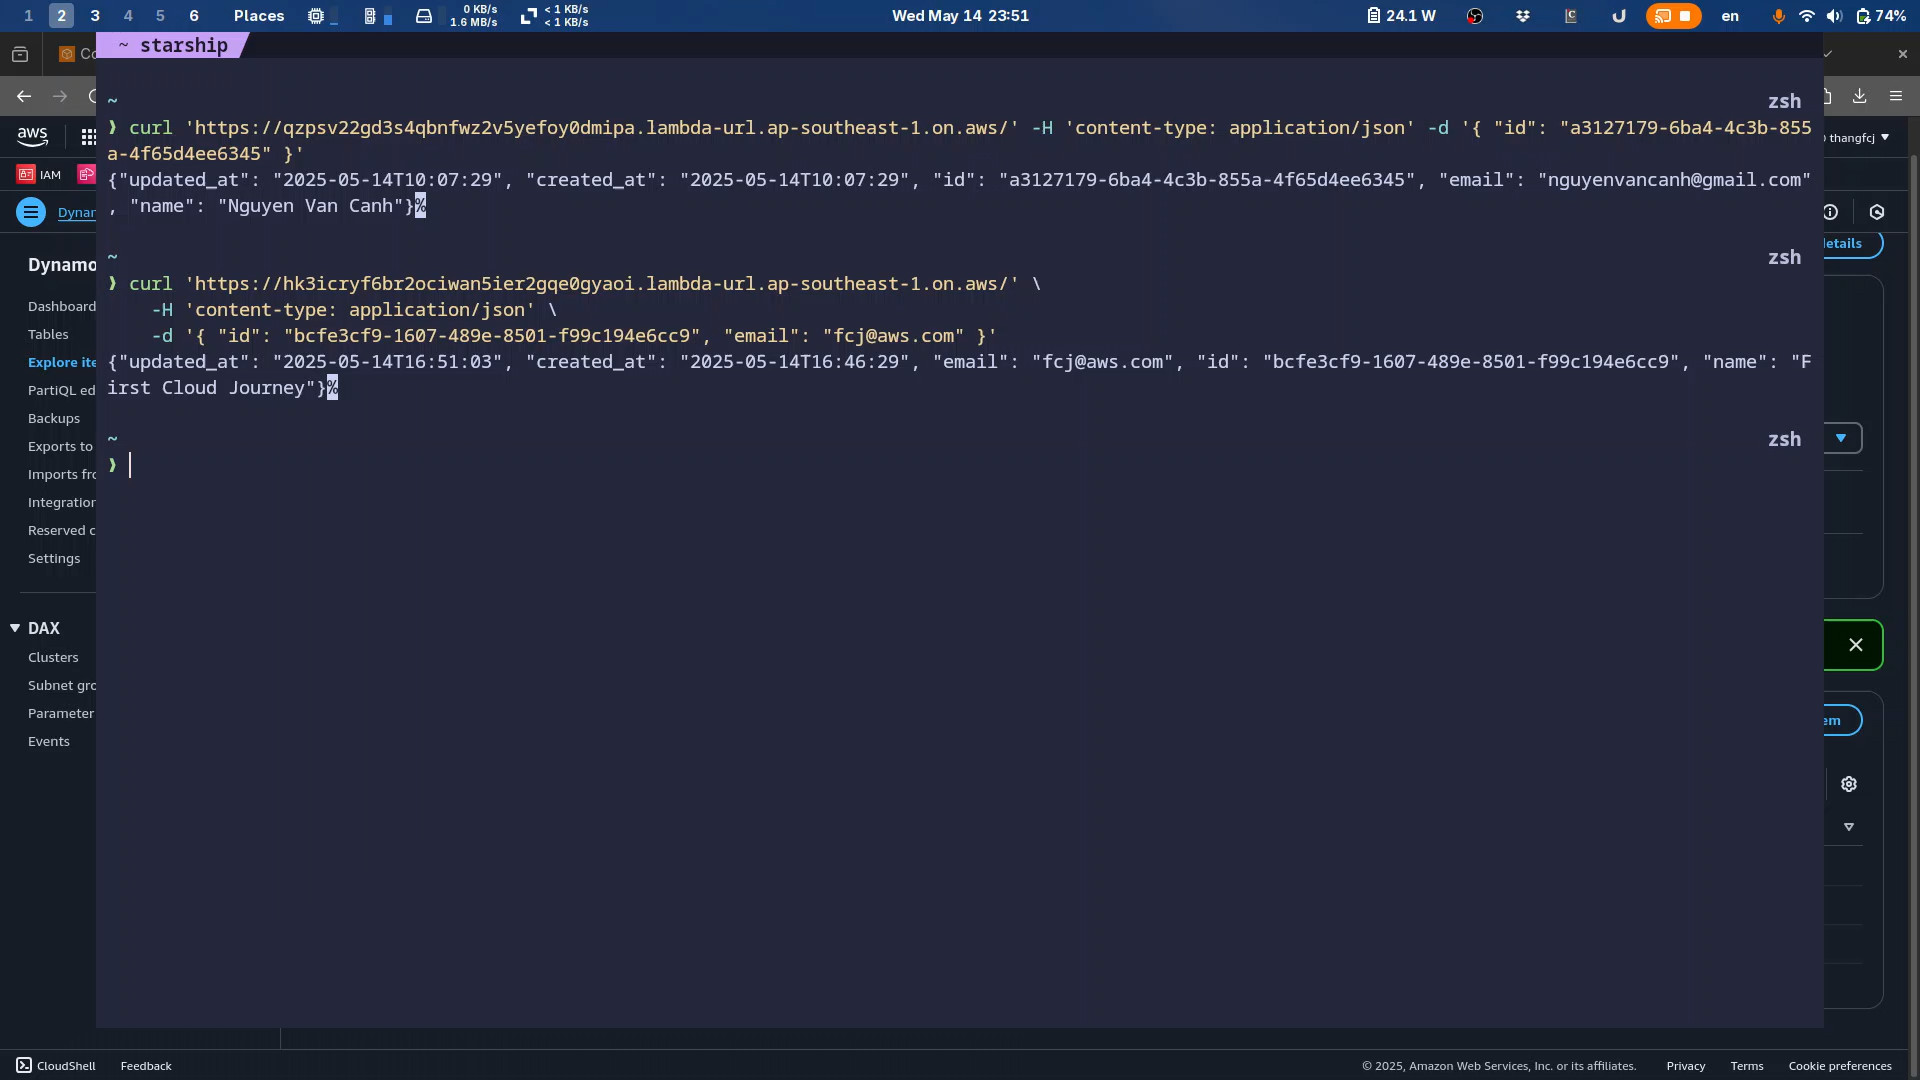 1 2 3 4 5 6 Places 0 KB/s 1.6 MB/s < 1 KB/s < 1 KB/s Wed May 14 23:51 24.1 W en 74%
~ starship
aws
thangfcj
IAM
Dynamo
Dashboard
Tables
Explore ite
PartiQL ed
Backups
Exports to
Imports fro
Integration
Reserved c
Settings
DAX
Clusters
Subnet gro
Parameter
Events
~ zsh
❱ curl 'https://qzpsv22gd3s4qbnfwz2v5yefoy0dmipa.lambda-url.ap-southeast-1.on.aws/' -H 'content-type: application/json' -d '{ "id": "a3127179-6ba4-4c3b-855
a-4f65d4ee6345" }'
{"updated_at": "2025-05-14T10:07:29", "created_at": "2025-05-14T10:07:29", "id": "a3127179-6ba4-4c3b-855a-4f65d4ee6345", "email": "nguyenvancanh@gmail.com"
, "name": "Nguyen Van Canh"}%
~ zsh
❱ curl 'https://hk3icryf6br2ociwan5ier2gqe0gyaoi.lambda-url.ap-southeast-1.on.aws/' \
-H 'content-type: application/json' \
-d '{ "id": "bcfe3cf9-1607-489e-8501-f99c194e6cc9", "email": "fcj@aws.com" }'
{"updated_at": "2025-05-14T16:51:03", "created_at": "2025-05-14T16:46:29", "email": "fcj@aws.com", "id": "bcfe3cf9-1607-489e-8501-f99c194e6cc9", "name": "F
irst Cloud Journey"}%
~ zsh
❱
CloudShell Feedback © 2025, Amazon Web Services, Inc. or its affiliates. Privacy Terms Cookie preferences